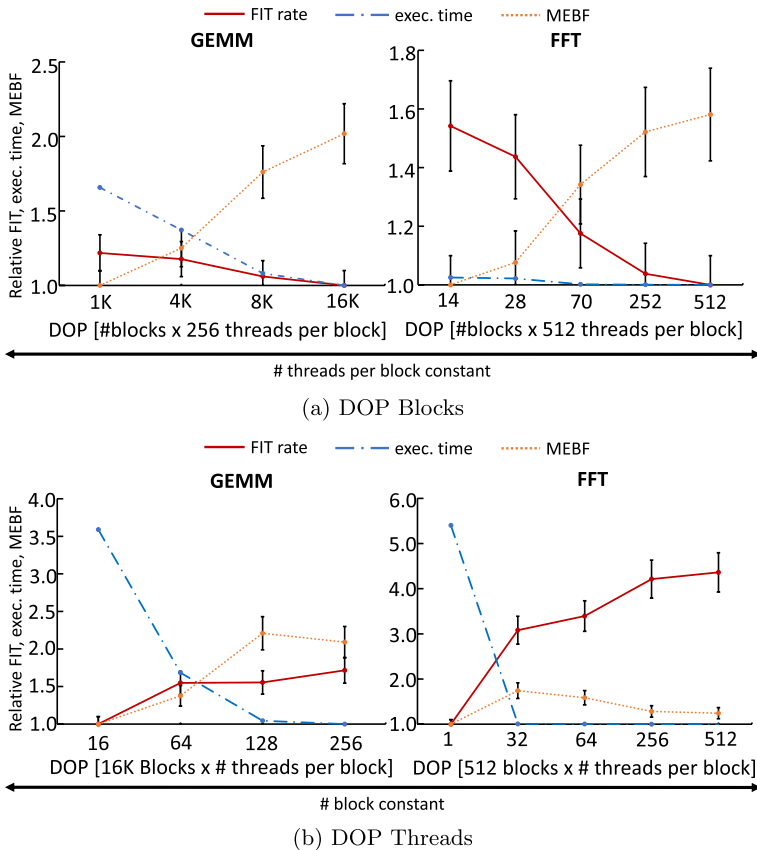 FIT rate exec. time MEBF
GEMM FFT
Relative FIT, exec. time, MEBF
2.5
2.0
1.5
1.0
1K 4K 8K 16K
DOP [#blocks x 256 threads per block]
1.8
1.6
1.4
1.2
1.0
14 28 70 252 512
DOP [#blocks x 512 threads per block]
# threads per block constant
(a) DOP Blocks
FIT rate exec. time MEBF
GEMM FFT
Relative FIT, exec. time, MEBF
4.0
3.5
3.0
2.5
2.0
1.5
1.0
16 64 128 256
DOP [16K Blocks x # threads per block]
6.0
5.0
4.0
3.0
2.0
1.0
1 32 64 256 512
DOP [512 blocks x # threads per block]
# block constant
(b) DOP Threads